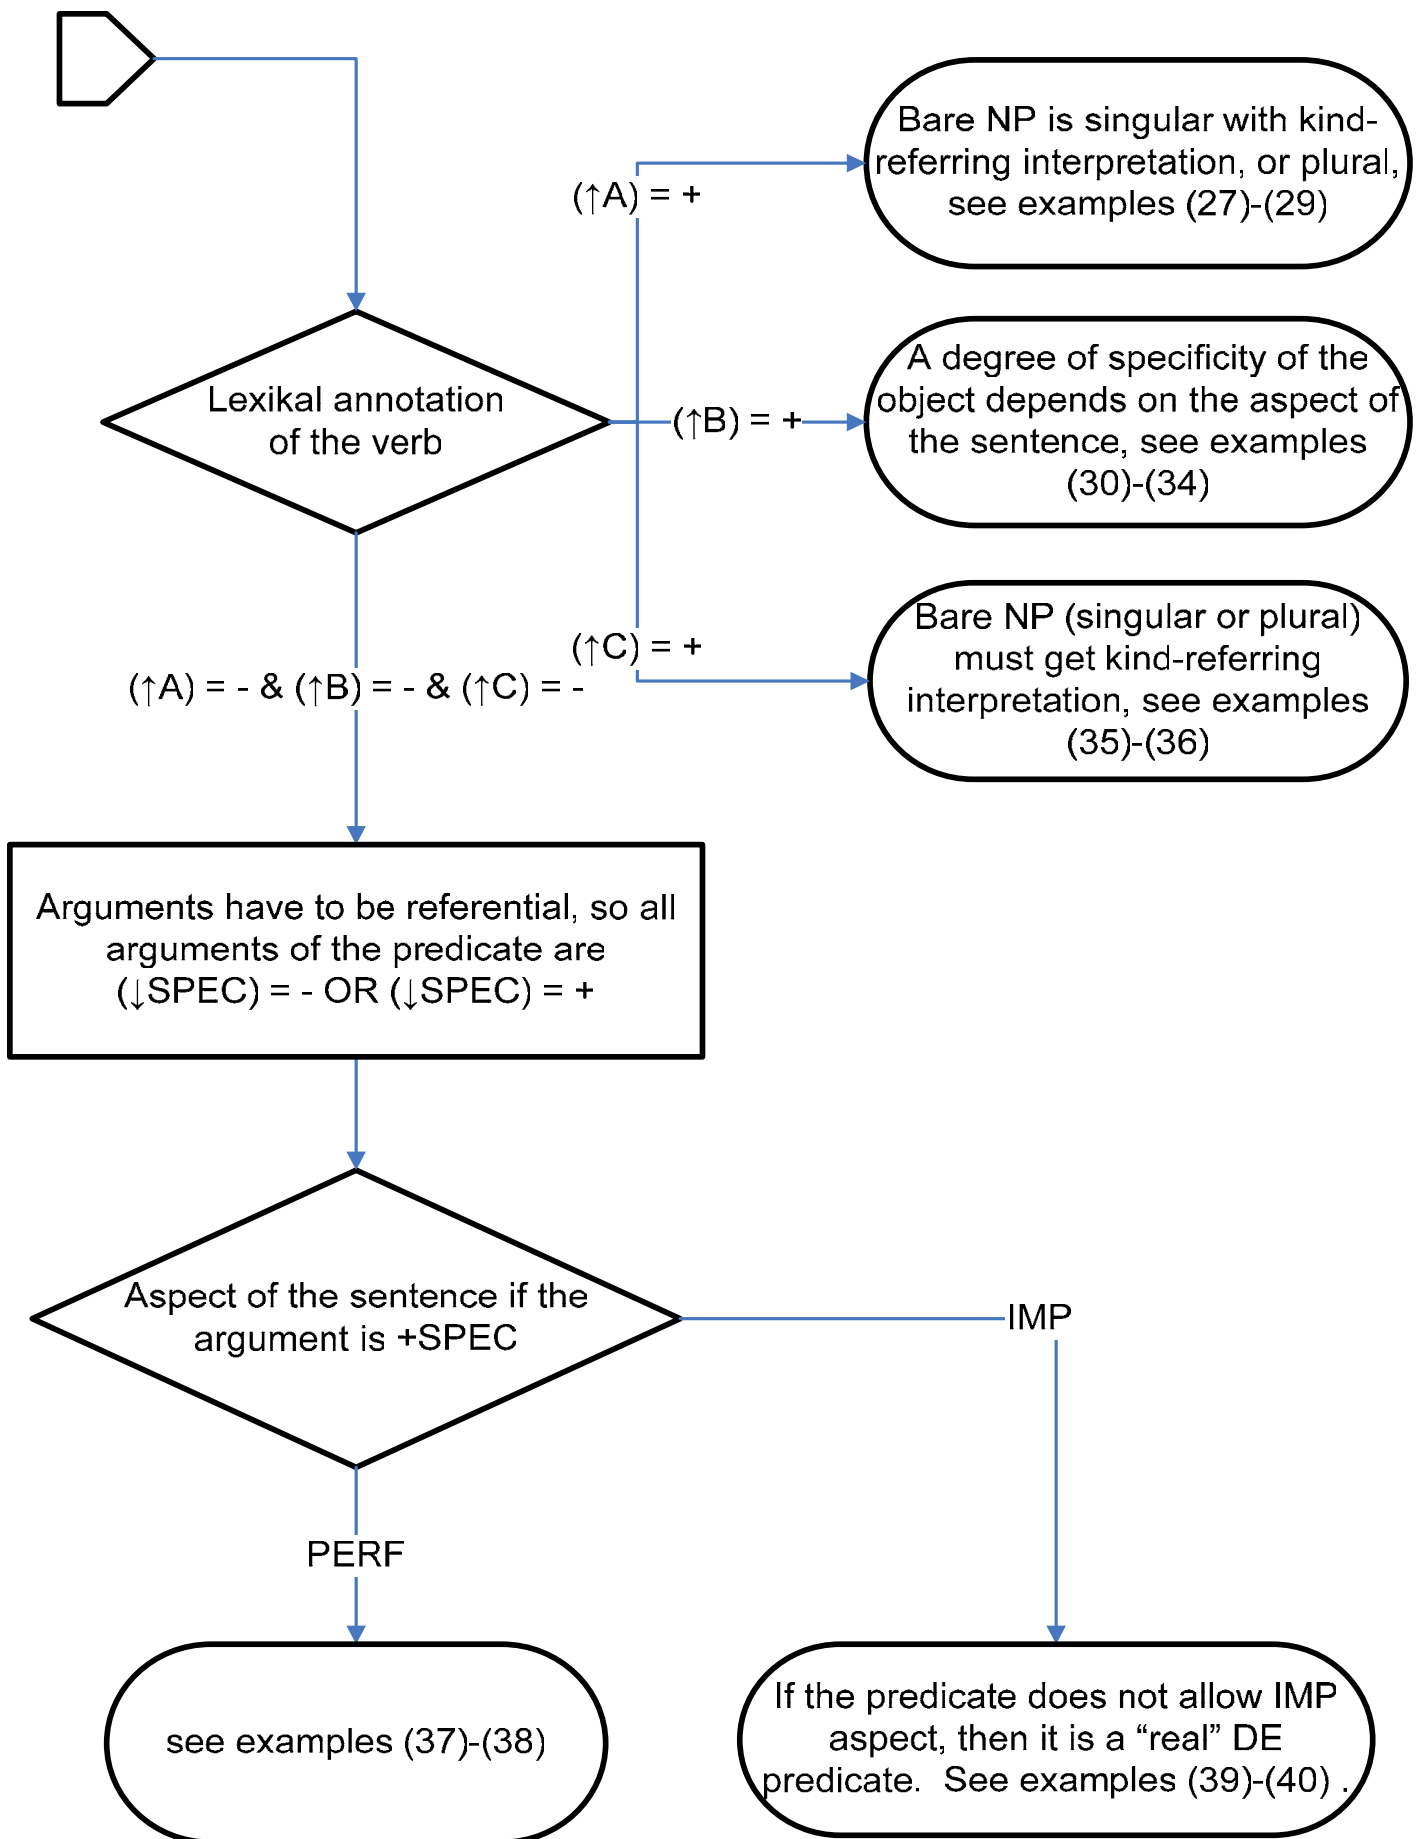 Bare NP is singular with kind-
referring interpretation, or plural,
see examples (27)-(29)
(↑A) = +
A degree of specificity of the
object depends on the aspect of
the sentence, see examples
(30)-(34)
Lexikal annotation
of the verb
(↑B) = +
Bare NP (singular or plural)
must get kind-referring
interpretation, see examples
(35)-(36)
(↑C) = +
(↑A) = - & (↑B) = - & (↑C) = -
Arguments have to be referential, so all
arguments of the predicate are
(↓SPEC) = - OR (↓SPEC) = +
Aspect of the sentence if the
argument is +SPEC
IMP
PERF
see examples (37)-(38)
If the predicate does not allow IMP
aspect, then it is a “real” DE
predicate.  See examples (39)-(40) .